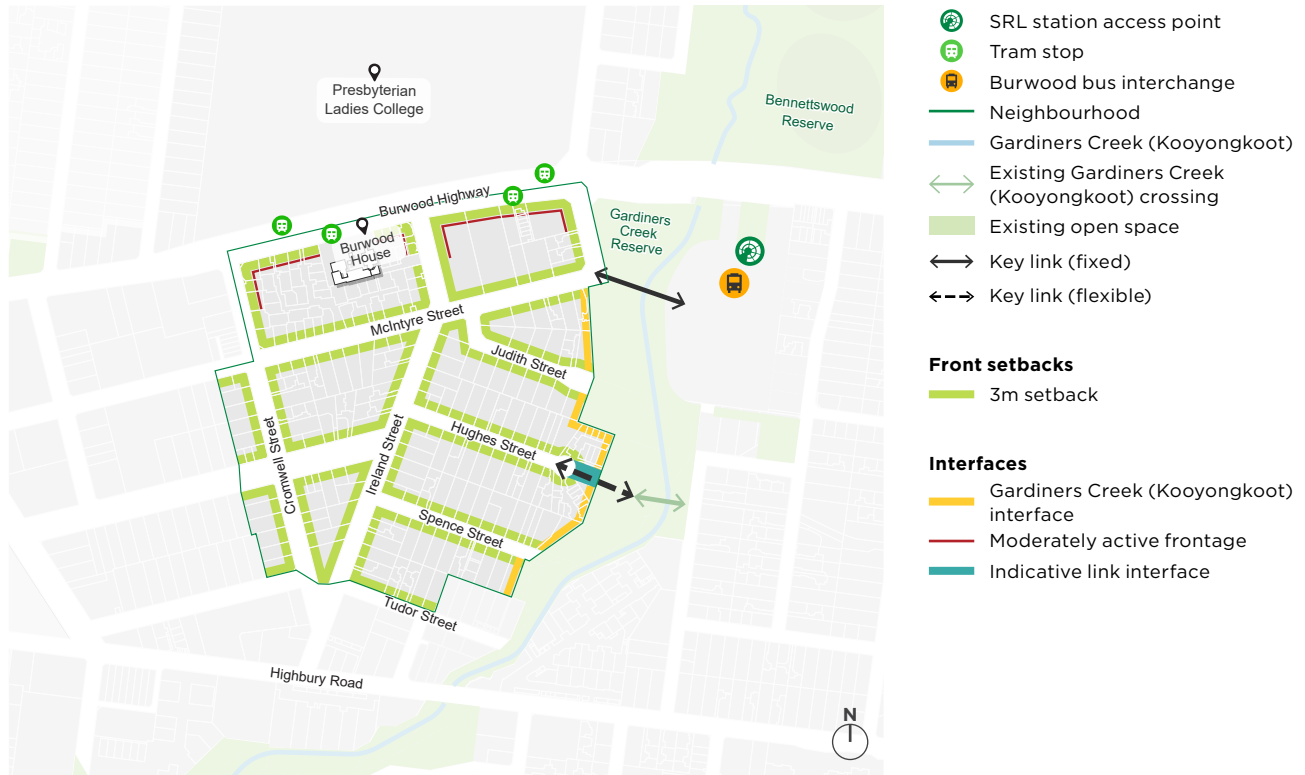 Presbyterian
Ladies College
Bennettswood
Reserve
Burwood Highway
Gardiners
Creek
Reserve
Burwood
House
McIntyre Street
Judith Street
Hughes Street
Ireland Street
Cromwell Street
Spence Street
Tudor Street
Highbury Road
N
SRL station access point
Tram stop
Burwood bus interchange
Neighbourhood
Gardiners Creek (Kooyongkoot)
Existing Gardiners Creek
(Kooyongkoot) crossing
Existing open space
Key link (fixed)
Key link (flexible)
Front setbacks
3m setback
Interfaces
Gardiners Creek (Kooyongkoot)
interface
Moderately active frontage
Indicative link interface